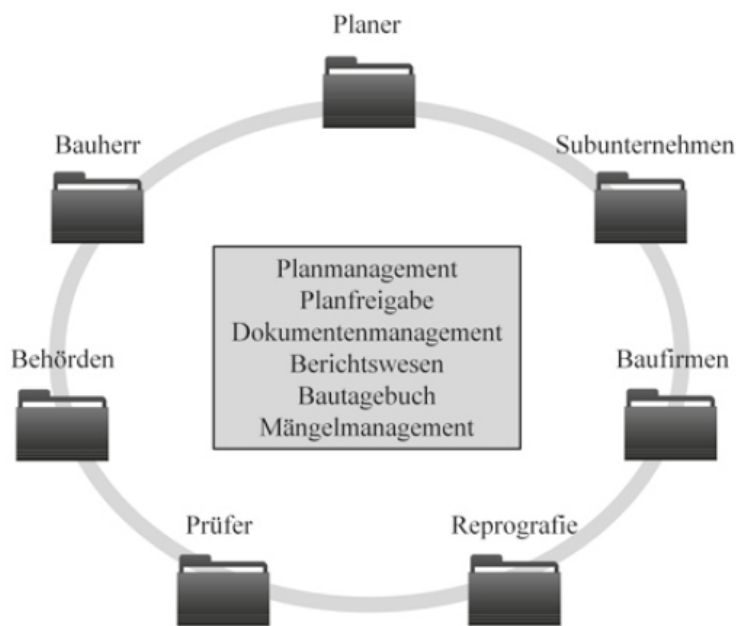 Planer
Bauherr
Subunternehmen
Planmanagement
Planfreigabe
Dokumentenmanagement
Berichtswesen
Bautagebuch
Mängelmanagement
Behörden
Baufirmen
Prüfer
Reprografie